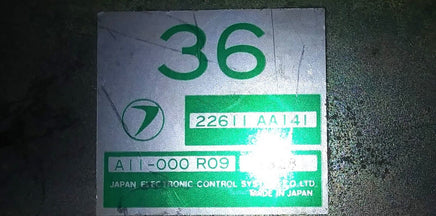 36
22611 AA141
A11-000 R09
JAPAN ELECTRONIC CONTROL SYSTEMS CO.,LTD.
MADE IN JAPAN